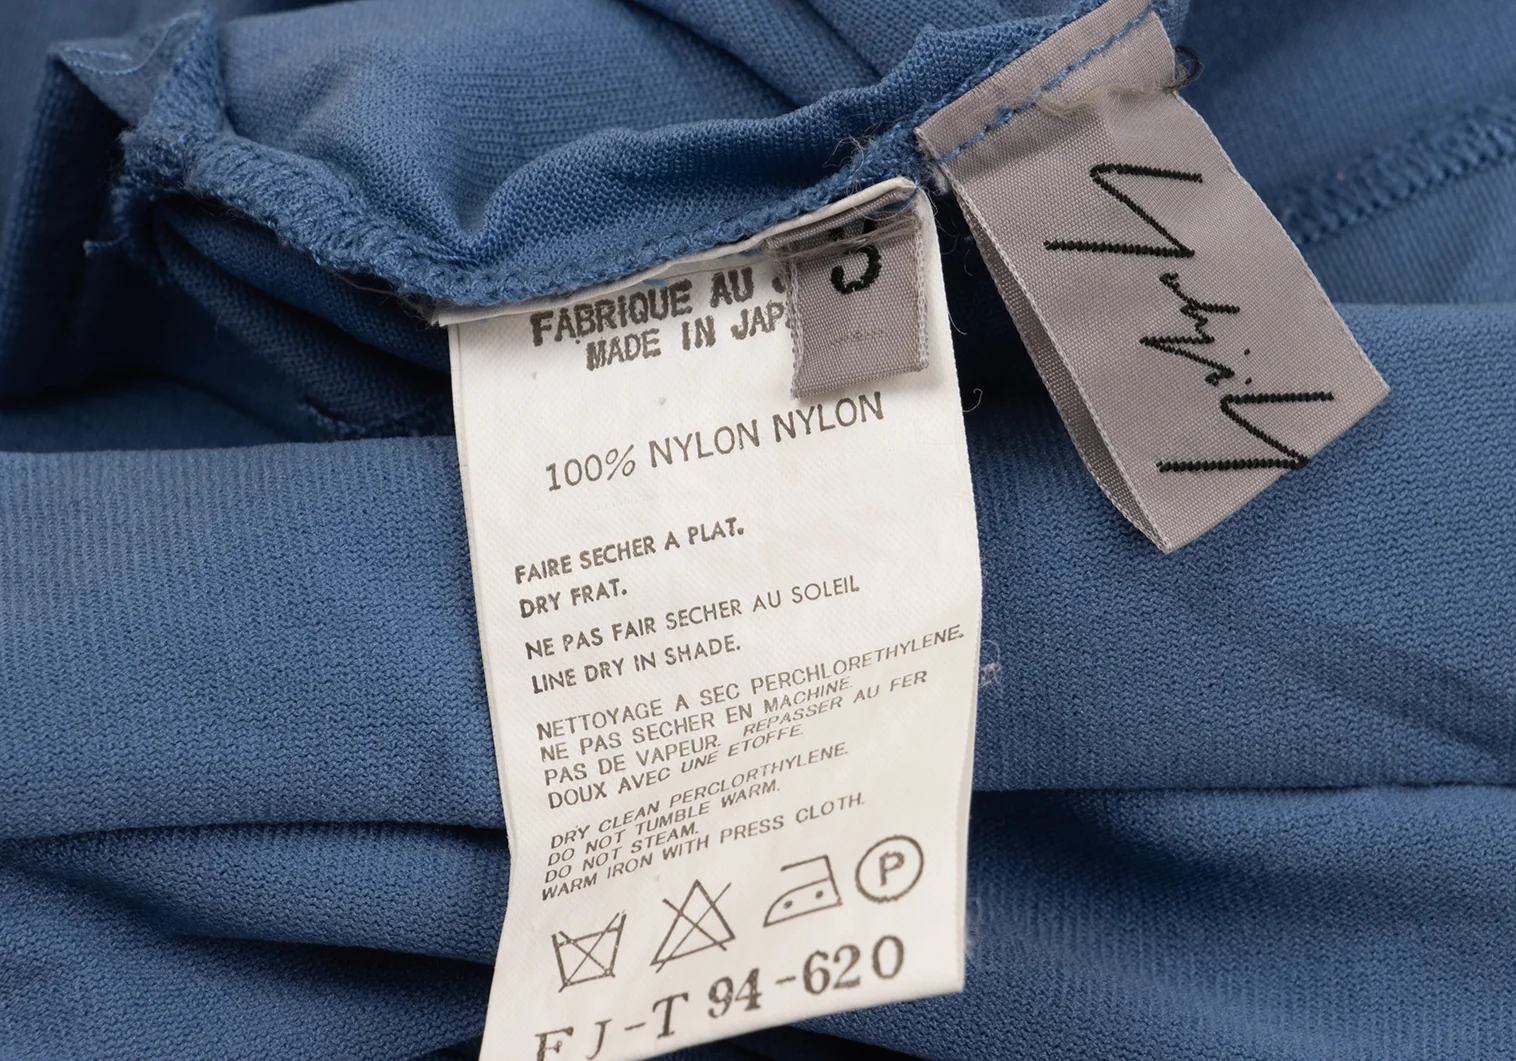 FABRIQUE AU
MADE IN
3
100% NYLON NYLON
FAIRE SECHER A PLAT.
DRY FRAT.
NE PAS FAIR SECHER AU SOLEIL
LINE DRY IN SHADE.
NETTOYAGE A SEC PERCHLORETHYLENE.
NE PAS SECHER EN MACHINE.
PAS DE VAPEUR. REPASSER AU FER
DOUX AVEC UNE ETOFFE.
DRY CLEAN PERCLORTHYLENE.
DO NOT TUMBLE WARM.
DO NOT STEAM.
WARM IRON WITH PRESS CLOTH.
P
FJ-T 94-620